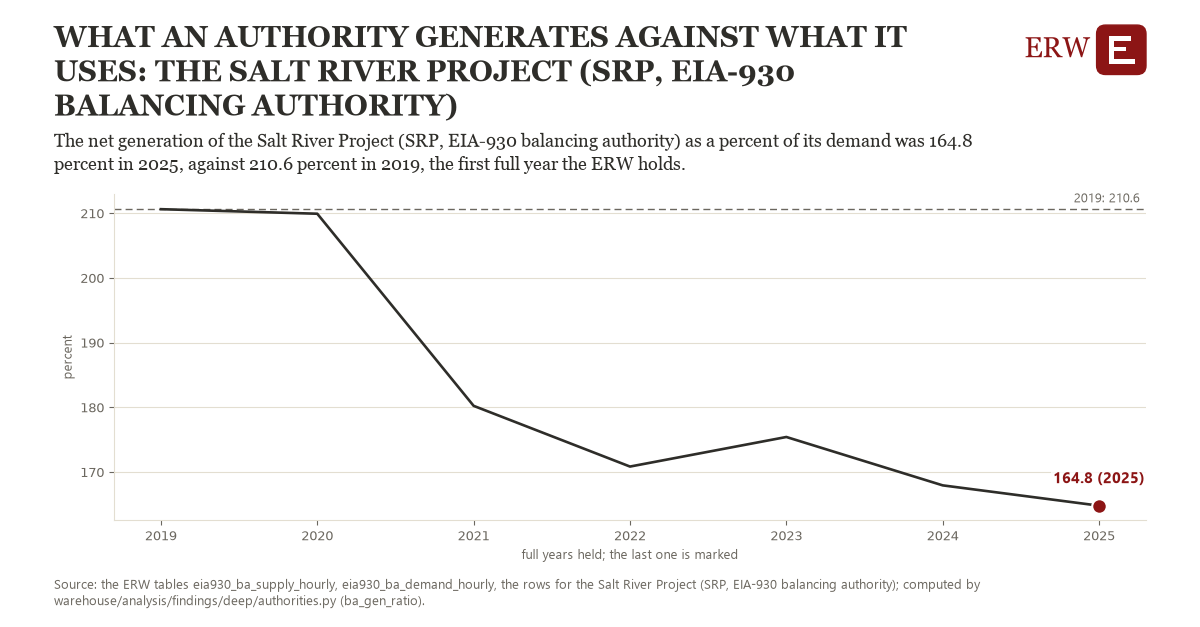 WHAT AN AUTHORITY GENERATES AGAINST WHAT IT
USES: THE SALT RIVER PROJECT (SRP, EIA-930
BALANCING AUTHORITY)
ERW E
The net generation of the Salt River Project (SRP, EIA-930 balancing authority) as a percent of its demand was 164.8
percent in 2025, against 210.6 percent in 2019, the first full year the ERW holds.
2019: 210.6
210
200
190
180
170
percent
164.8 (2025)
2019 2020 2021 2022 2023 2024 2025
full years held; the last one is marked
Source: the ERW tables eia930_ba_supply_hourly, eia930_ba_demand_hourly, the rows for the Salt River Project (SRP, EIA-930 balancing authority); computed by
warehouse/analysis/findings/deep/authorities.py (ba_gen_ratio).